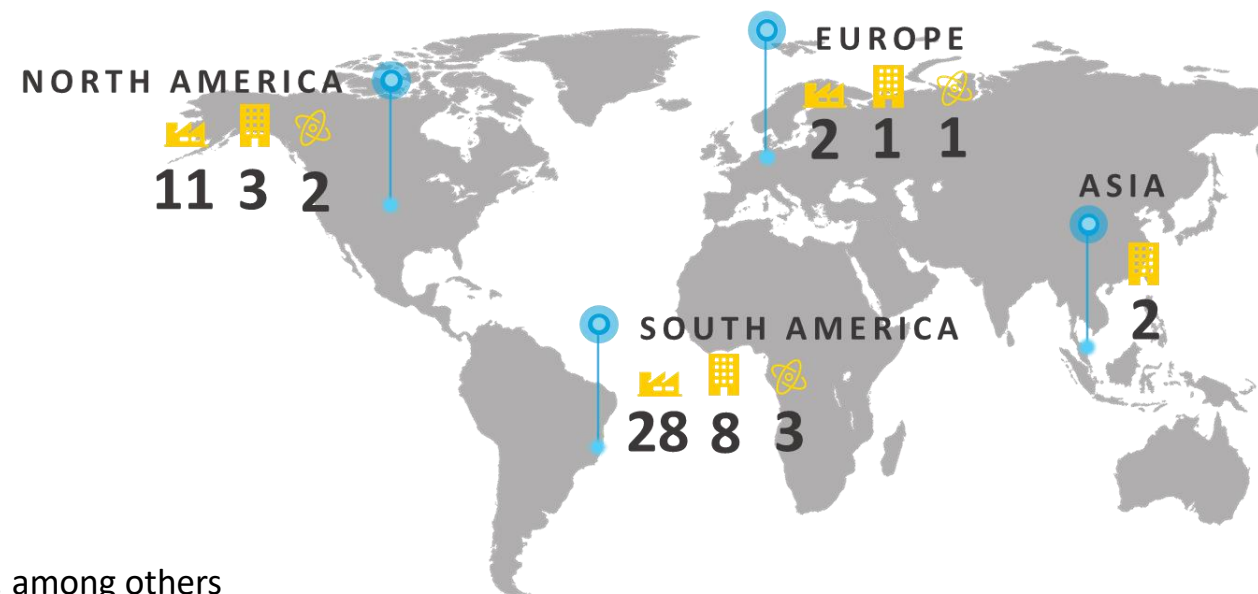 EUROPE
NORTH AMERICA
2 1 1
11 3 2
ASIA
2
SOUTH AMERICA
28 8 3
among others